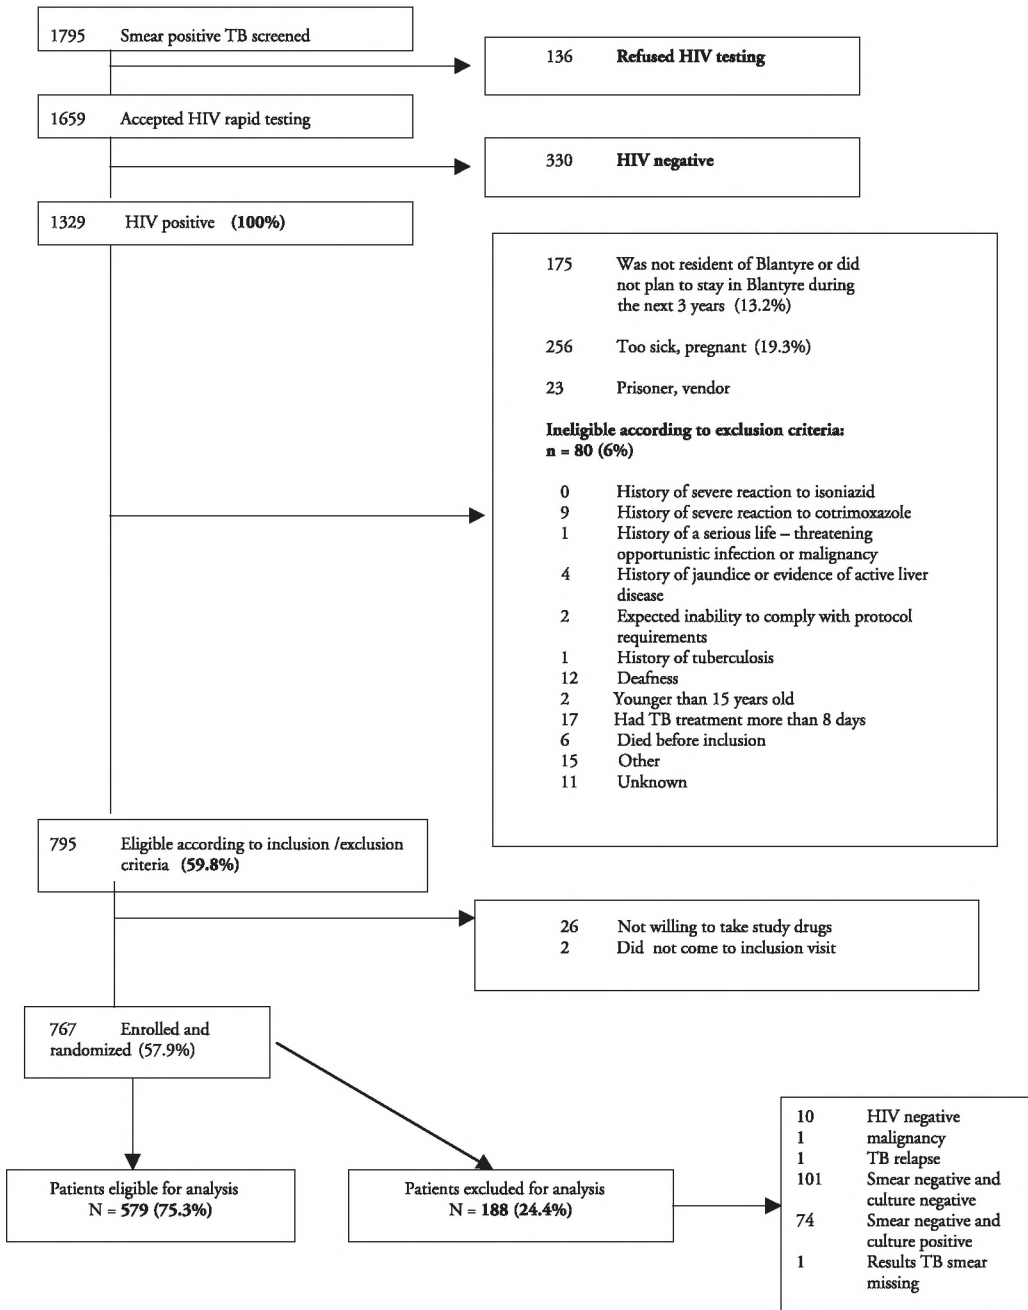 1795 Smear positive TB screened
136 Refused HIV testing
1659 Accepted HIV rapid testing
330 HIV negative
1329 HIV positive (100%)
175 Was not resident of Blantyre or did
not plan to stay in Blantyre during
the next 3 years (13.2%)
256 Too sick, pregnant (19.3%)
23 Prisoner, vendor
Ineligible according to exclusion criteria:
n = 80 (6%)
0 History of severe reaction to isoniazid
9 History of severe reaction to cotrimoxazole
1 History of a serious life – threatening
opportunistic infection or malignancy
4 History of jaundice or evidence of active liver
disease
2 Expected inability to comply with protocol
requirements
1 History of tuberculosis
12 Deafness
2 Younger than 15 years old
17 Had TB treatment more than 8 days
6 Died before inclusion
15 Other
11 Unknown
795 Eligible according to inclusion /exclusion
criteria (59.8%)
26 Not willing to take study drugs
2 Did not come to inclusion visit
767 Enrolled and
randomized (57.9%)
Patients eligible for analysis
N = 579 (75.3%)
Patients excluded for analysis
N = 188 (24.4%)
10 HIV negative
1 malignancy
1 TB relapse
101 Smear negative and
culture negative
74 Smear negative and
culture positive
1 Results TB smear
missing